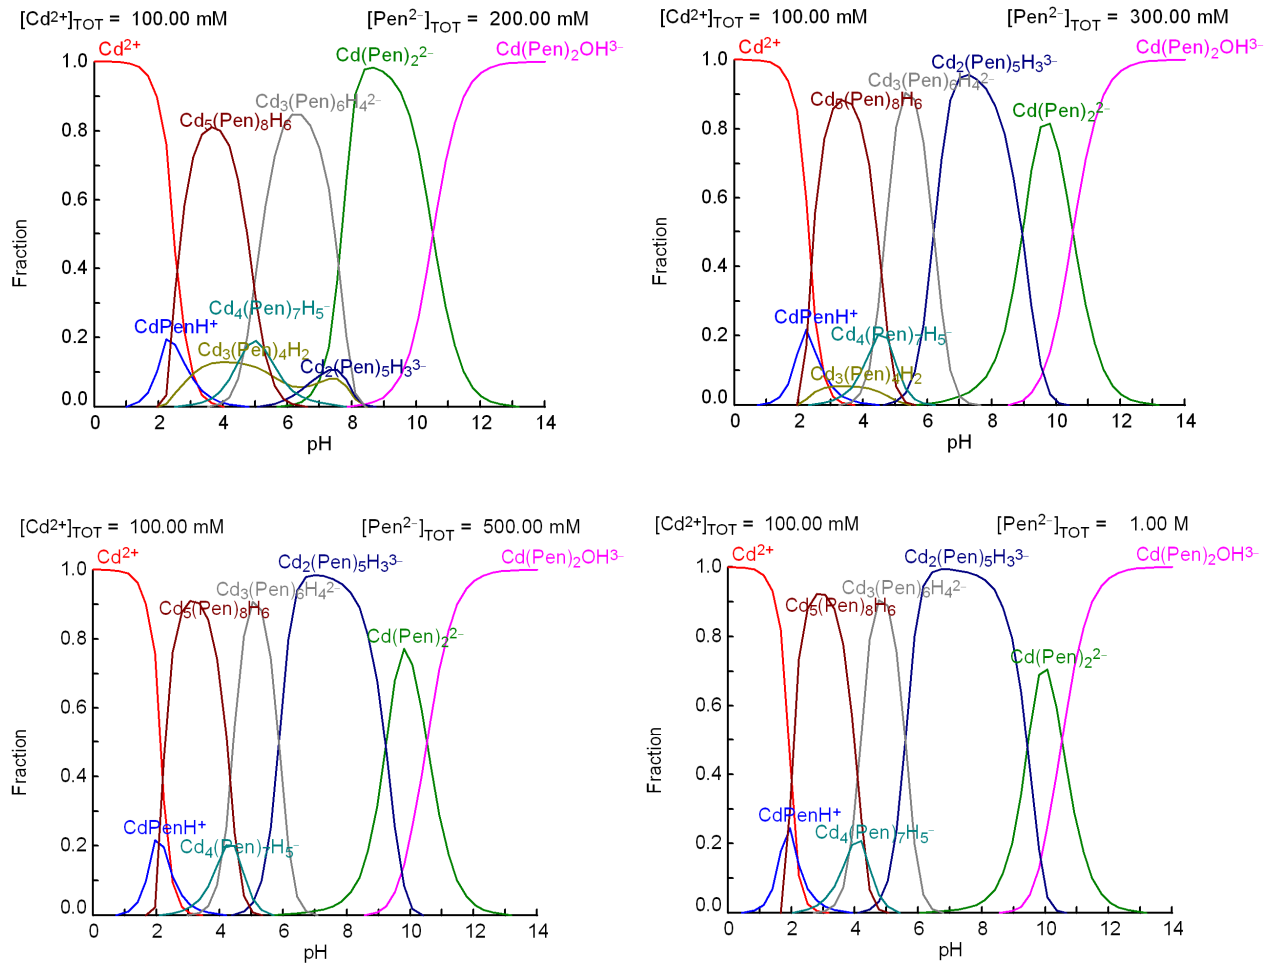 [Cd²⁺]TOT = 100.00 mM [Pen²⁻]TOT = 200.00 mM
Cd²⁺
Cd(Pen)₂²⁻
Cd(Pen)₂OH³⁻
Cd₃(Pen)₆H₄²⁻
Cd₅(Pen)₈H₆
Cd₄(Pen)₇H₅⁻
CdPenH⁺
Cd₃(Pen)₄H₂
Cd₂(Pen)₅H₃³⁻
Fraction
1.0
0.8
0.6
0.4
0.2
0.0
0 2 4 6 8 10 12 14
pH
[Cd²⁺]TOT = 100.00 mM [Pen²⁻]TOT = 300.00 mM
Cd²⁺
Cd(Pen)₂OH³⁻
Cd₂(Pen)₅H₃³⁻
Cd₃(Pen)₆H₄²⁻
Cd₅(Pen)₈H₆
Cd(Pen)₂²⁻
CdPenH⁺
Cd₄(Pen)₇H₅⁻
Cd₃(Pen)₄H₂
Fraction
1.0
0.8
0.6
0.4
0.2
0.0
0 2 4 6 8 10 12 14
pH
[Cd²⁺]TOT = 100.00 mM [Pen²⁻]TOT = 500.00 mM
Cd²⁺
Cd₂(Pen)₅H₃³⁻
Cd(Pen)₂OH³⁻
Cd₃(Pen)₆H₄²⁻
Cd₅(Pen)₈H₆
Cd(Pen)₂²⁻
CdPenH⁺
Cd₄(Pen)₇H₅⁻
Fraction
1.0
0.8
0.6
0.4
0.2
0.0
0 2 4 6 8 10 12 14
pH
[Cd²⁺]TOT = 100.00 mM [Pen²⁻]TOT = 1.00 M
Cd²⁺
Cd₂(Pen)₅H₃³⁻
Cd(Pen)₂OH³⁻
Cd₃(Pen)₆H₄²⁻
Cd₅(Pen)₈H₆
Cd(Pen)₂²⁻
CdPenH⁺
Cd₄(Pen)₇H₅⁻
Fraction
1.0
0.8
0.6
0.4
0.2
0.0
0 2 4 6 8 10 12 14
pH